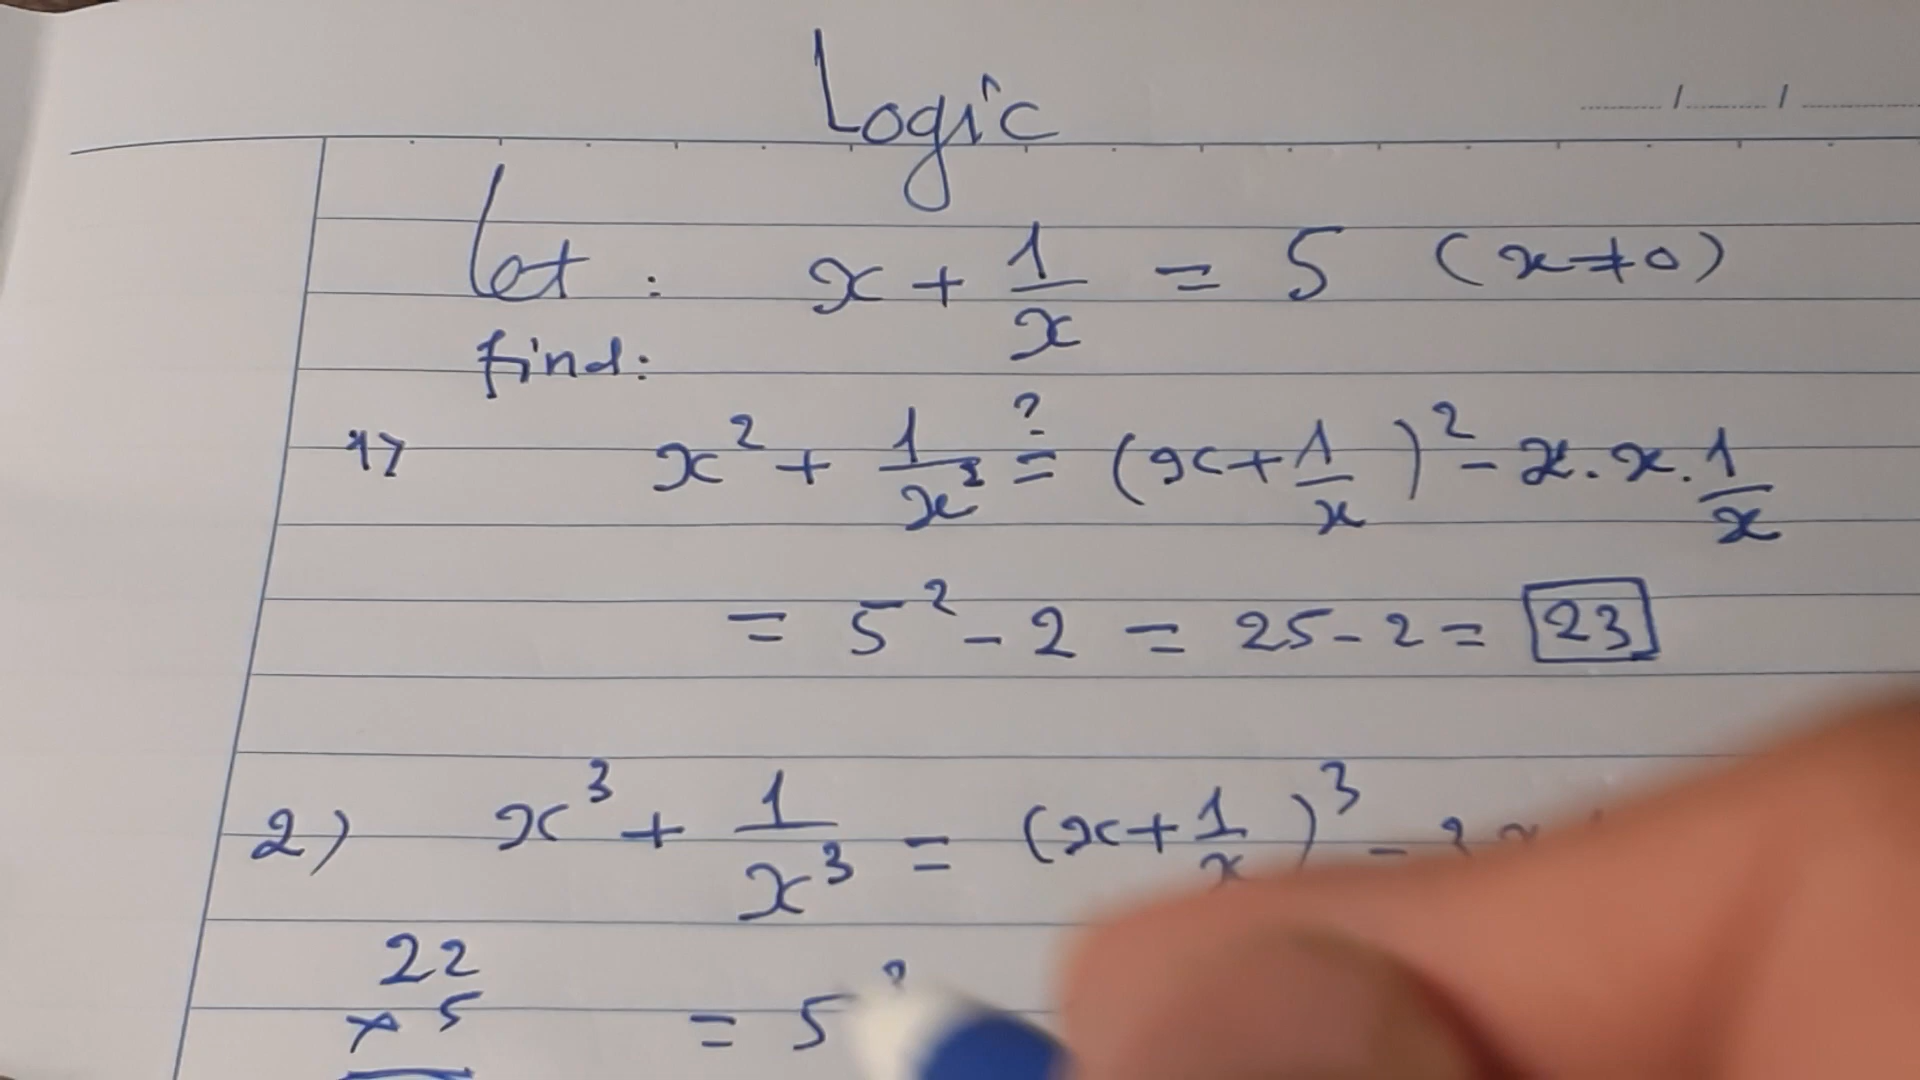 Logic
Let : x + 1/x = 5 (x≠0)
find:
1) x² + 1/x² ?= (x + 1/x)² - x . x . 1/x
= 5² - 2 = 25 - 2 = 23
2) x³ + 1/x³ = (x + 1/x)³ -
22
× 5
= 5